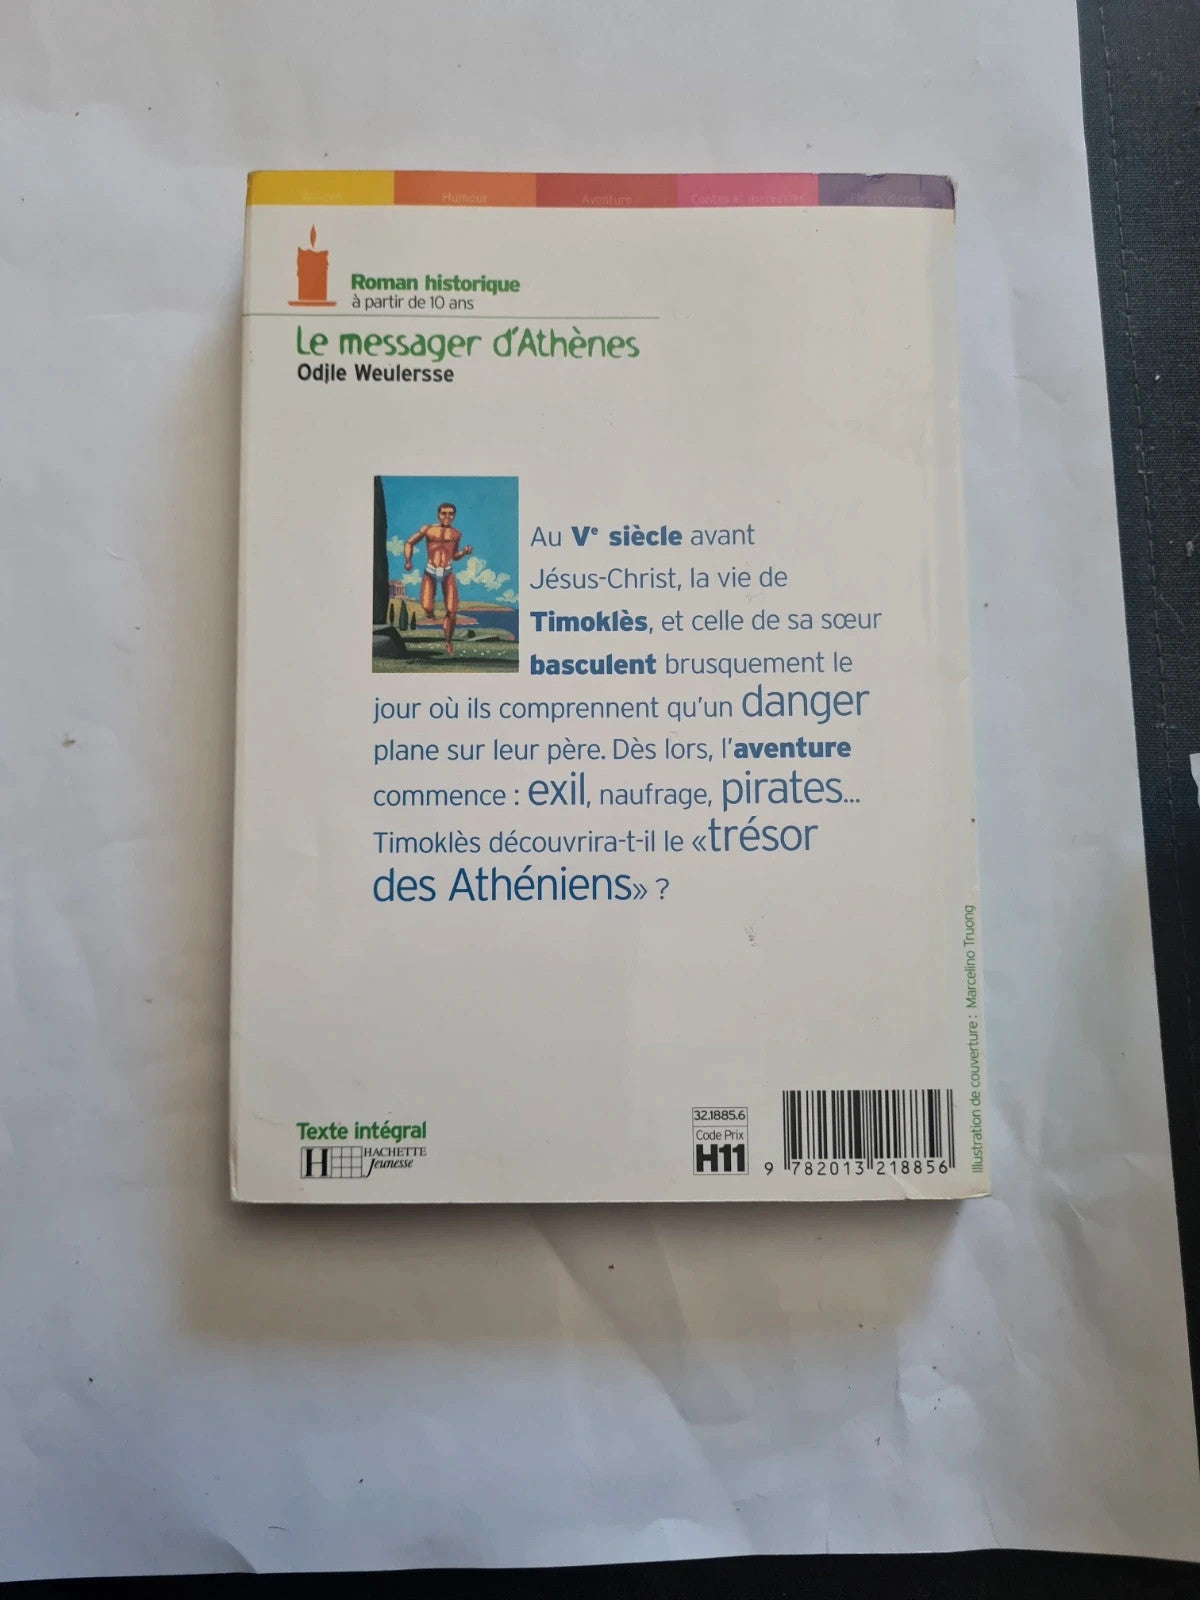 Humour
Aventure
Contes et merveilles
Fleurs d'encre
Roman historique
à partir de 10 ans
Le messager d'Athènes
Odile Weulersse
Au Vᵉ siècle avant
Jésus-Christ, la vie de
Timoklès, et celle de sa sœur
basculent brusquement le
jour où ils comprennent qu'un danger
plane sur leur père. Dès lors, l'aventure
commence : exil, naufrage, pirates...
Timoklès découvrira-t-il le «trésor
des Athéniens» ?
Illustration de couverture : Marcelino Truong
Texte intégral
H HACHETTE
Jeunesse
32.1885.6
Code Prix
H11
9 782013 218856